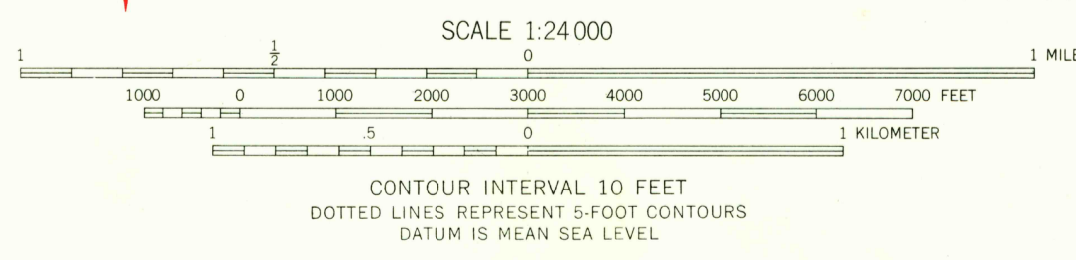 SCALE 1:24 000
1 1/2 0 1 MILE
1000 0 1000 2000 3000 4000 5000 6000 7000 FEET
1 .5 0 1 KILOMETER
CONTOUR INTERVAL 10 FEET
DOTTED LINES REPRESENT 5-FOOT CONTOURS
DATUM IS MEAN SEA LEVEL